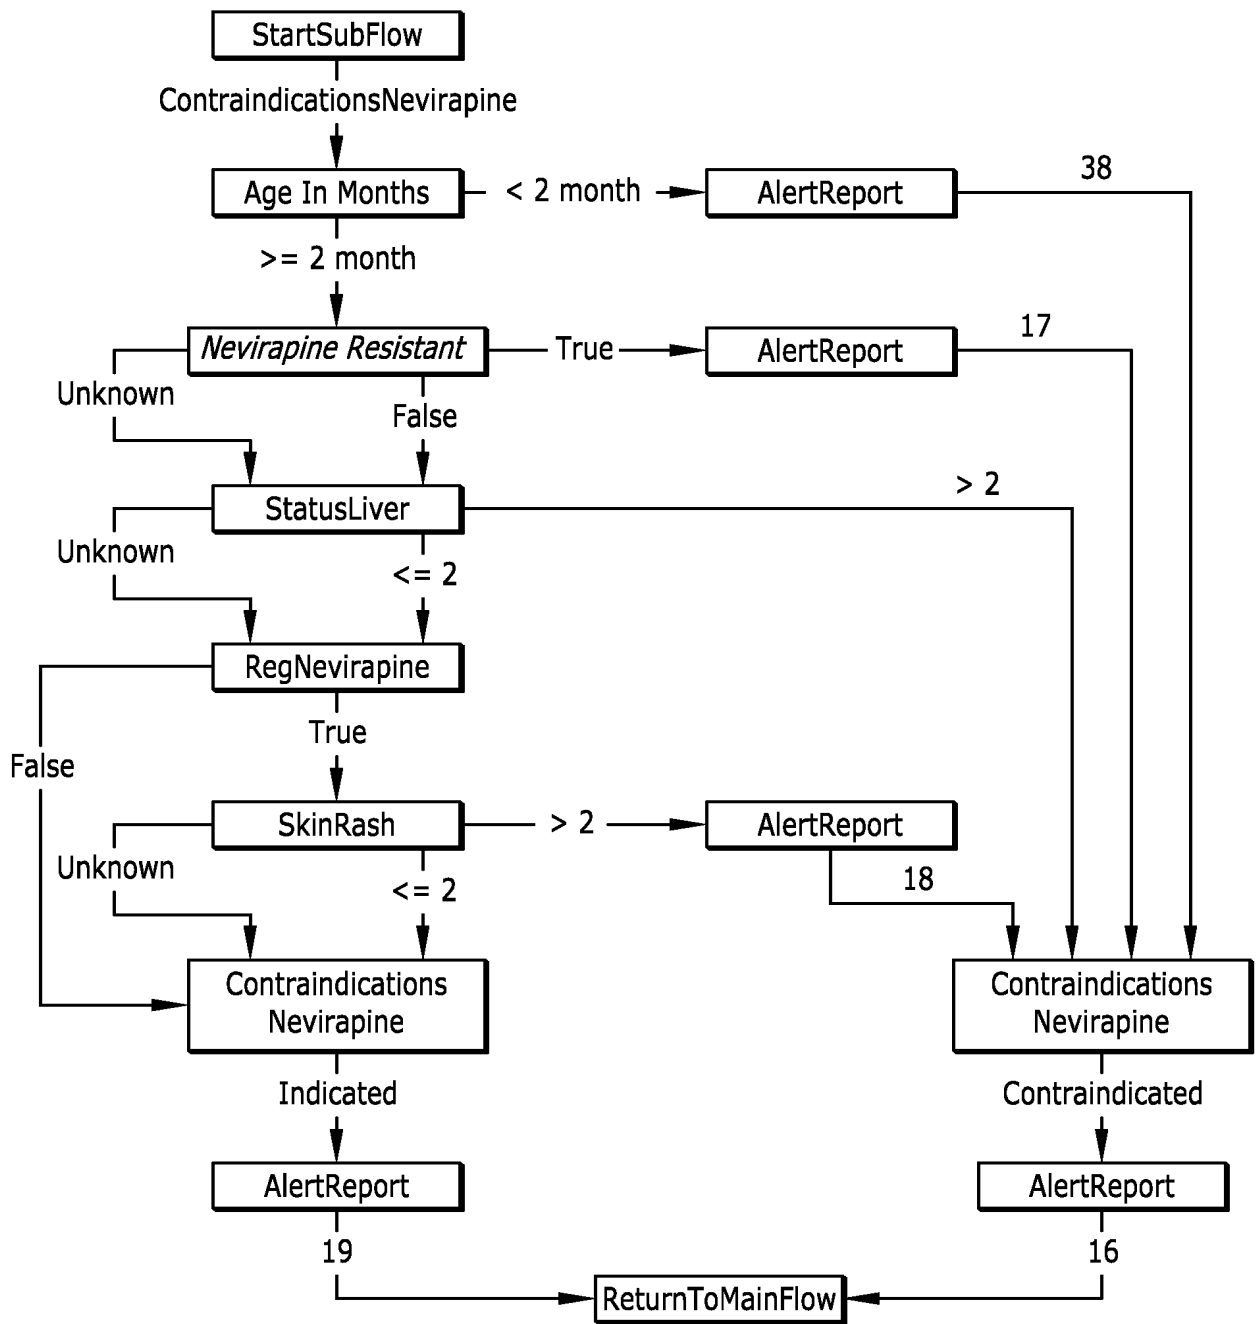 StartSubFlow
ContraindicationsNevirapine
Age In Months
< 2 month
AlertReport
38
>= 2 month
Nevirapine Resistant
True
AlertReport
17
Unknown
False
StatusLiver
> 2
Unknown
<= 2
RegNevirapine
True
False
SkinRash
> 2
AlertReport
Unknown
<= 2
18
Contraindications
Nevirapine
Contraindications
Nevirapine
Indicated
Contraindicated
AlertReport
AlertReport
19
16
ReturnToMainFlow